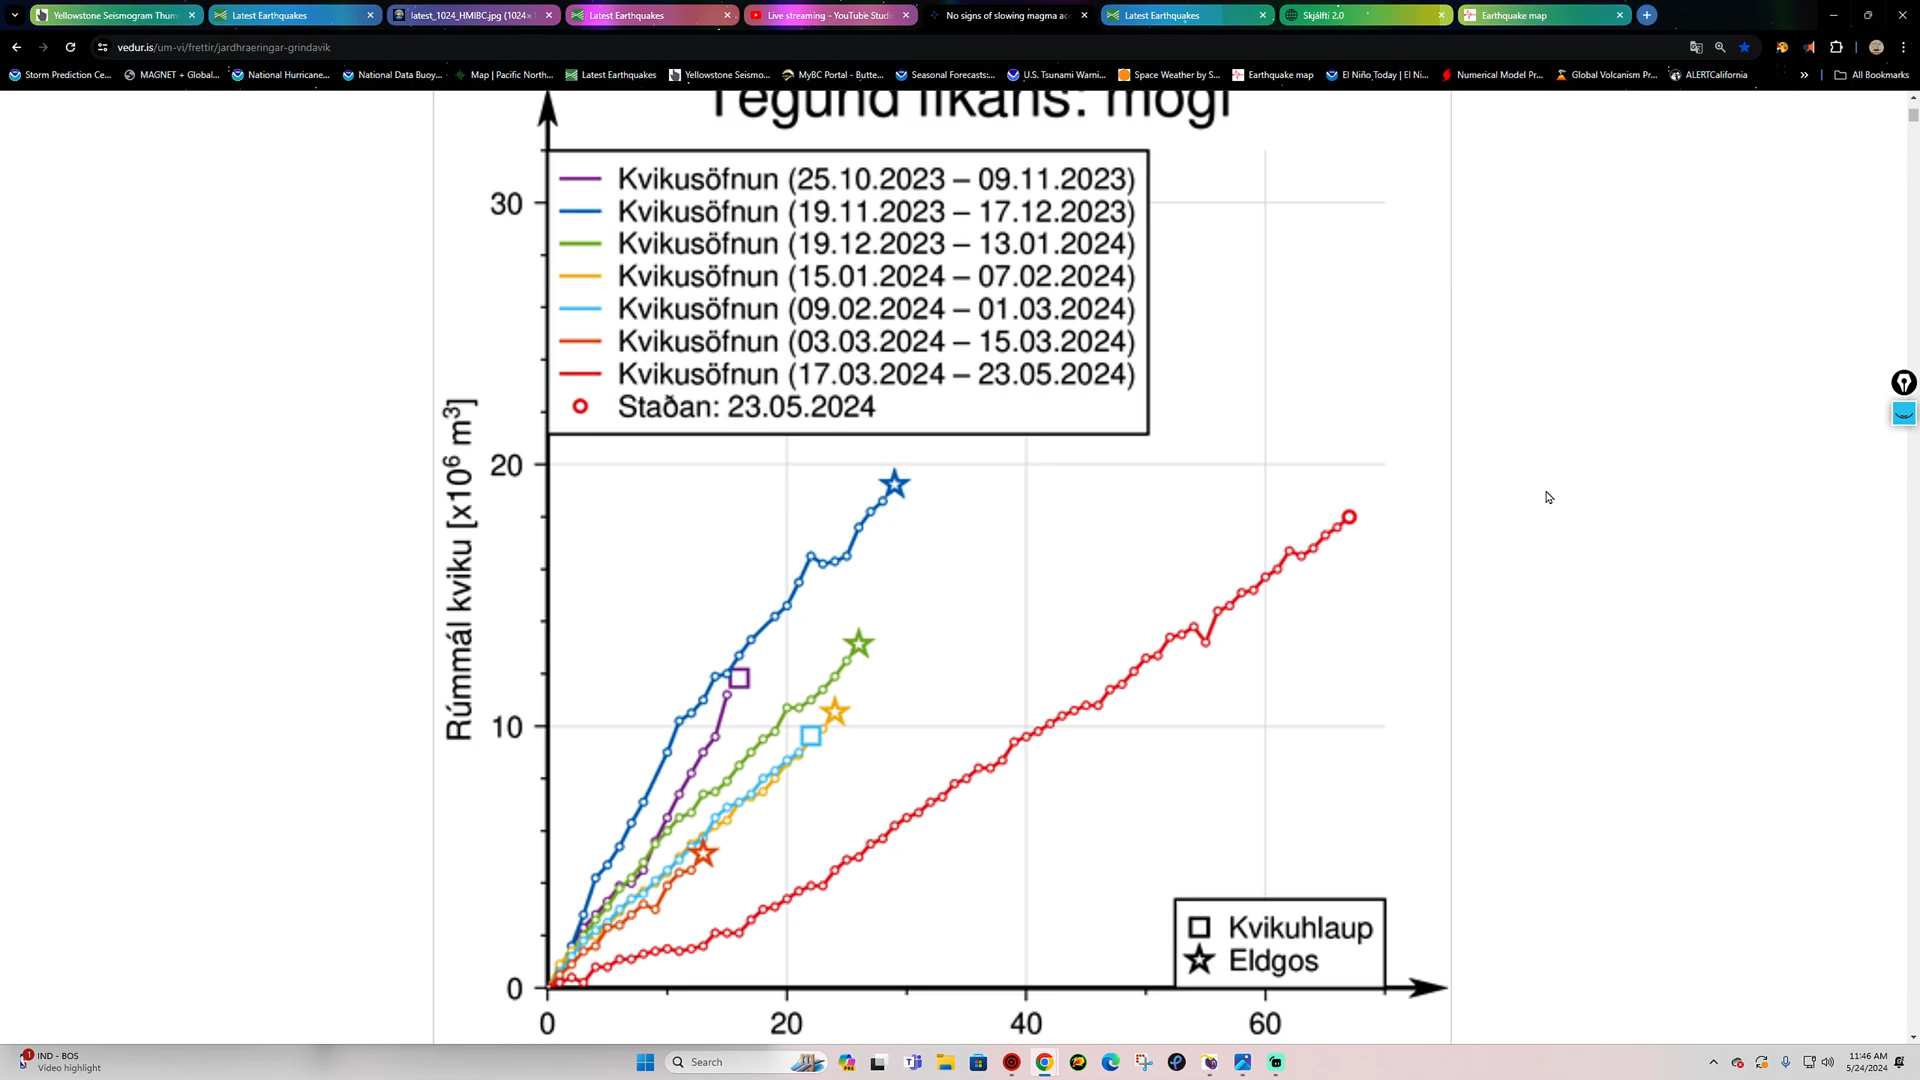 Yellowstone Seismogram Thum
Latest Earthquakes
latest_1024_HMIBC.jpg (1024×
Latest Earthquakes
Live streaming - YouTube Studi
No signs of slowing magma ac
Latest Earthquakes
Skjálfti 2.0
Earthquake map
vedur.is/um-vi/frettir/jardhraeringar-grindavik
Storm Prediction Ce...
MAGNET + Global...
National Hurricane...
National Data Buoy...
Map | Pacific North...
Latest Earthquakes
Yellowstone Seismo...
MyBC Portal - Butte...
Seasonal Forecasts:...
U.S. Tsunami Warni...
Space Weather by S...
Earthquake map
El Niño Today | El Ni...
Numerical Model Pr...
Global Volcanism Pr...
ALERTCalifornia
All Bookmarks
Tegund líkans: mogi
Kvikusöfnun (25.10.2023 – 09.11.2023)
Kvikusöfnun (19.11.2023 – 17.12.2023)
Kvikusöfnun (19.12.2023 – 13.01.2024)
Kvikusöfnun (15.01.2024 – 07.02.2024)
Kvikusöfnun (09.02.2024 – 01.03.2024)
Kvikusöfnun (03.03.2024 – 15.03.2024)
Kvikusöfnun (17.03.2024 – 23.05.2024)
Staðan: 23.05.2024
Rúmmál kviku [x10⁶ m³]
30
20
10
0
Kvikuhlaup
Eldgos
0 20 40 60
1
IND - BOS
Video highlight
Search
11:46 AM
5/24/2024